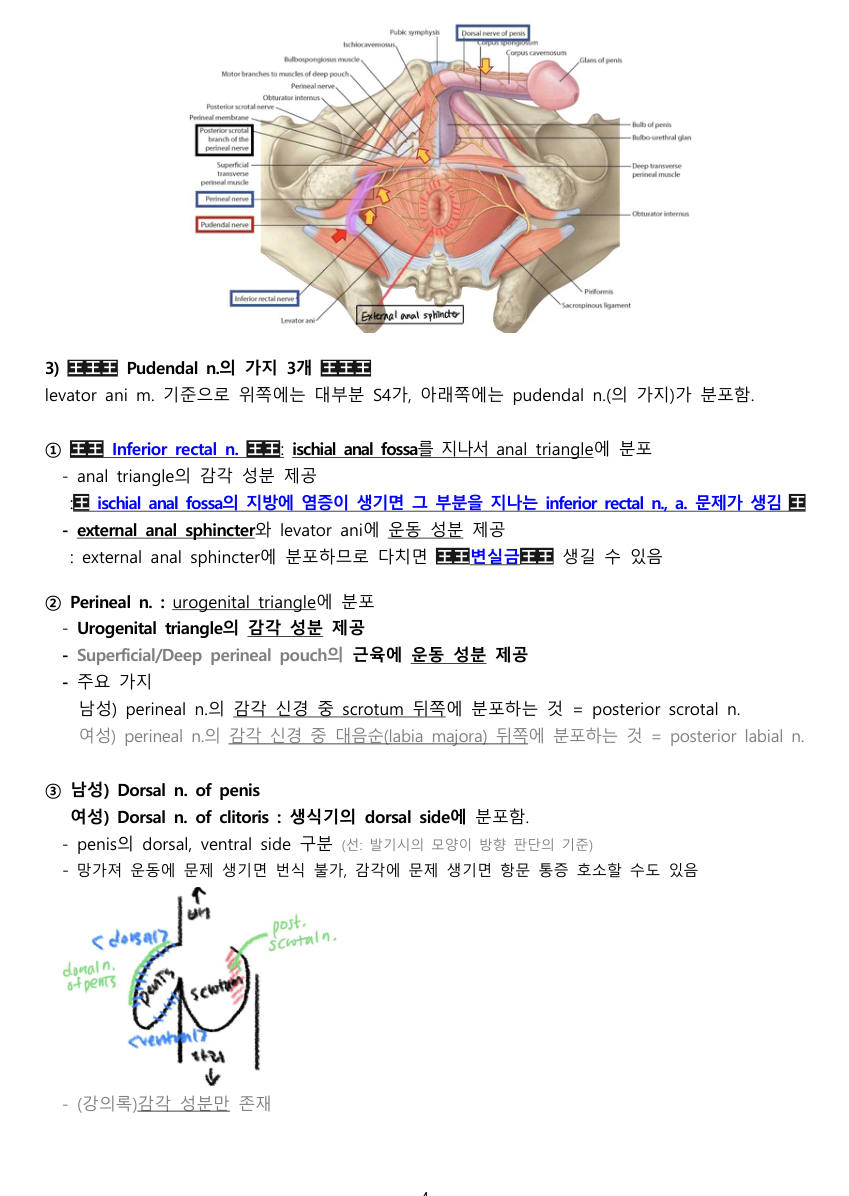 Pubic symphysis
Dorsal nerve of penis
Ischiocavernosus
Corpus spongiosum
Corpus cavernosum
Bulbospongiosus muscle
Glans of penis
Motor branches to muscles of deep pouch
Perineal nerve
Obturator internus
Posterior scrotal nerve
Perineal membrane
Bulb of penis
Posterior scrotal
branch of the
perineal nerve
Bulbo-urethral glan
Superficial
transverse
perineal muscle
Deep transverse
perineal muscle
Perineal nerve
Obturator internus
Pudendal nerve
Inferior rectal nerve
Piriformis
Sacrospinous ligament
Levator ani
External anal sphincter
3) 王王王 Pudendal n.의 가지 3개 王王王
levator ani m. 기준으로 위쪽에는 대부분 S4가, 아래쪽에는 pudendal n.(의 가지)가 분포함.
① 王王 Inferior rectal n. 王王: ischial anal fossa를 지나서 anal triangle에 분포
- anal triangle의 감각 성분 제공
:王 ischial anal fossa의 지방에 염증이 생기면 그 부분을 지나는 inferior rectal n., a. 문제가 생김 王
- external anal sphincter와 levator ani에 운동 성분 제공
: external anal sphincter에 분포하므로 다치면 王王변실금王王 생길 수 있음
② Perineal n. : urogenital triangle에 분포
- Urogenital triangle의 감각 성분 제공
- Superficial/Deep perineal pouch의 근육에 운동 성분 제공
- 주요 가지
남성) perineal n.의 감각 신경 중 scrotum 뒤쪽에 분포하는 것 = posterior scrotal n.
여성) perineal n.의 감각 신경 중 대음순(labia majora) 뒤쪽에 분포하는 것 = posterior labial n.
③ 남성) Dorsal n. of penis
여성) Dorsal n. of clitoris : 생식기의 dorsal side에 분포함.
- penis의 dorsal, ventral side 구분 (선: 발기시의 모양이 방향 판단의 기준)
- 망가져 운동에 문제 생기면 번식 불가, 감각에 문제 생기면 항문 통증 호소할 수도 있음
↑
배
<dorsal>
post.
scrotal n.
dorsal n.
of penis
penis
scrotum
<ventral>
다리
↓
- (강의록)감각 성분만 존재
4